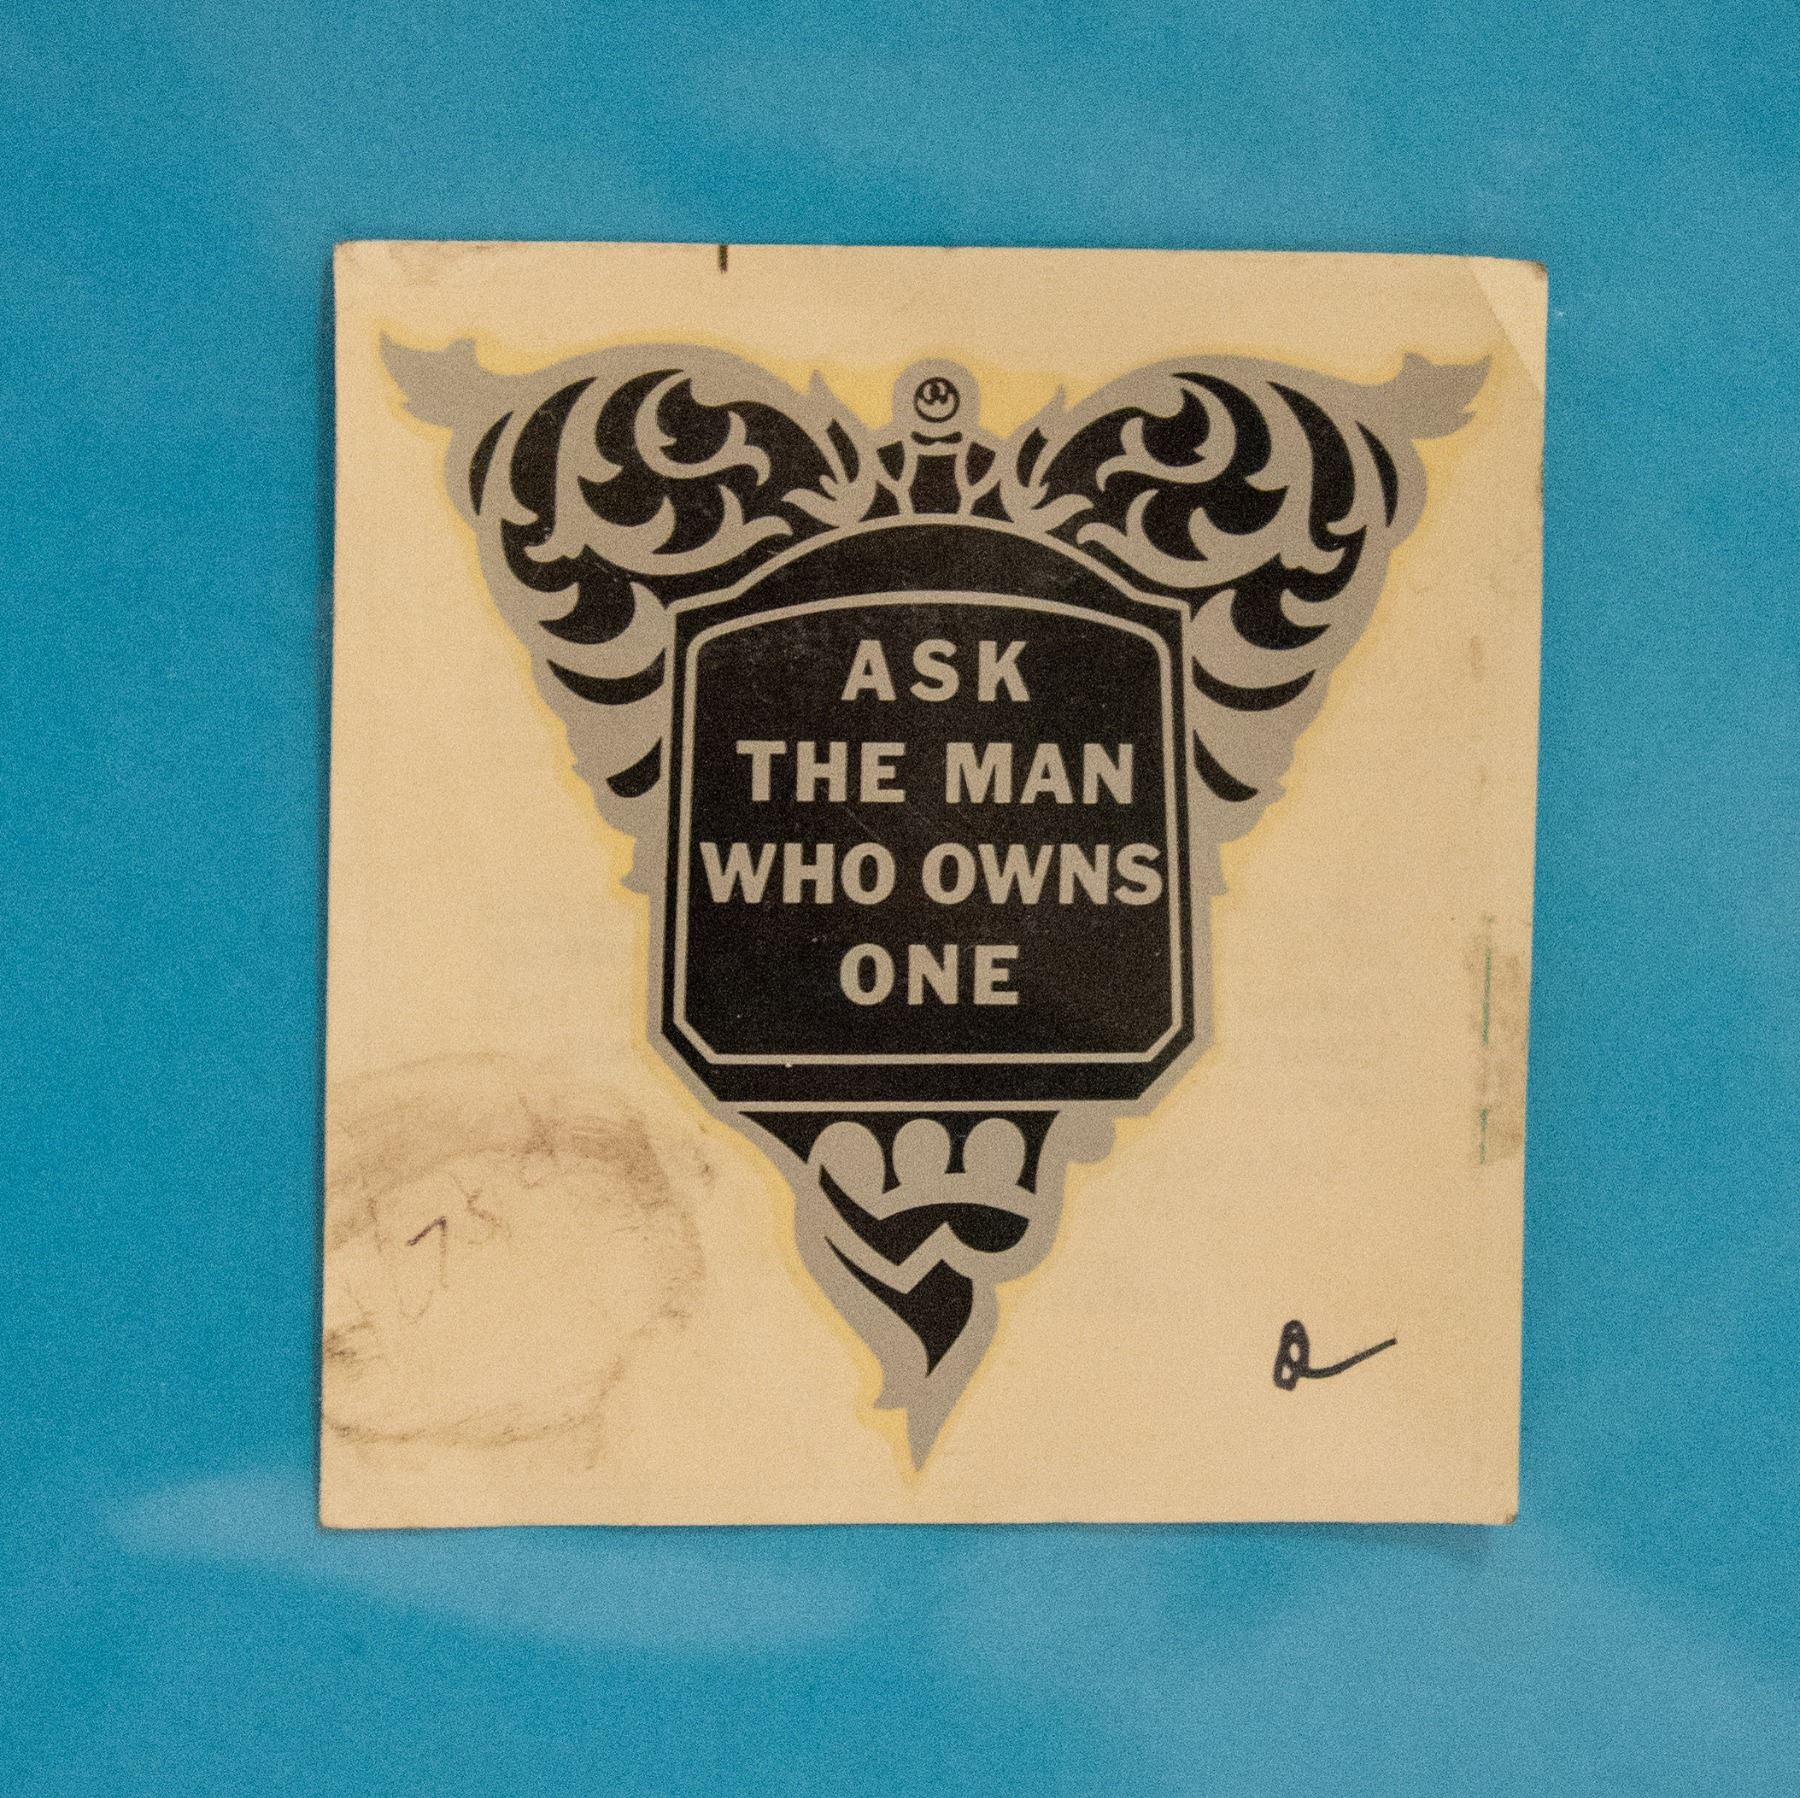 ASK
THE MAN
WHO OWNS
ONE